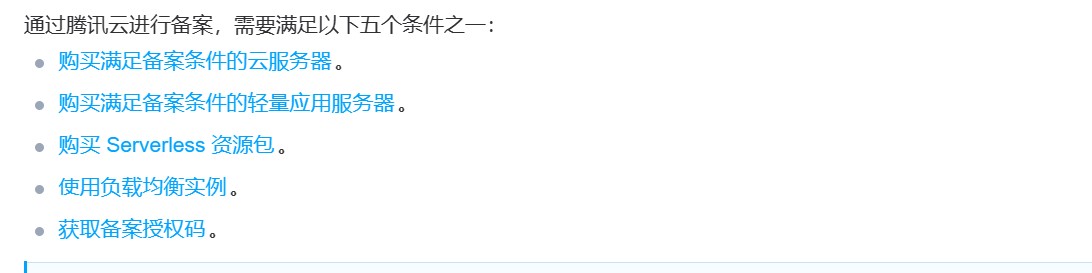 通过腾讯云进行备案，需要满足以下五个条件之一：
购买满足备案条件的云服务器。
购买满足备案条件的轻量应用服务器。
购买 Serverless 资源包。
使用负载均衡实例。
获取备案授权码。